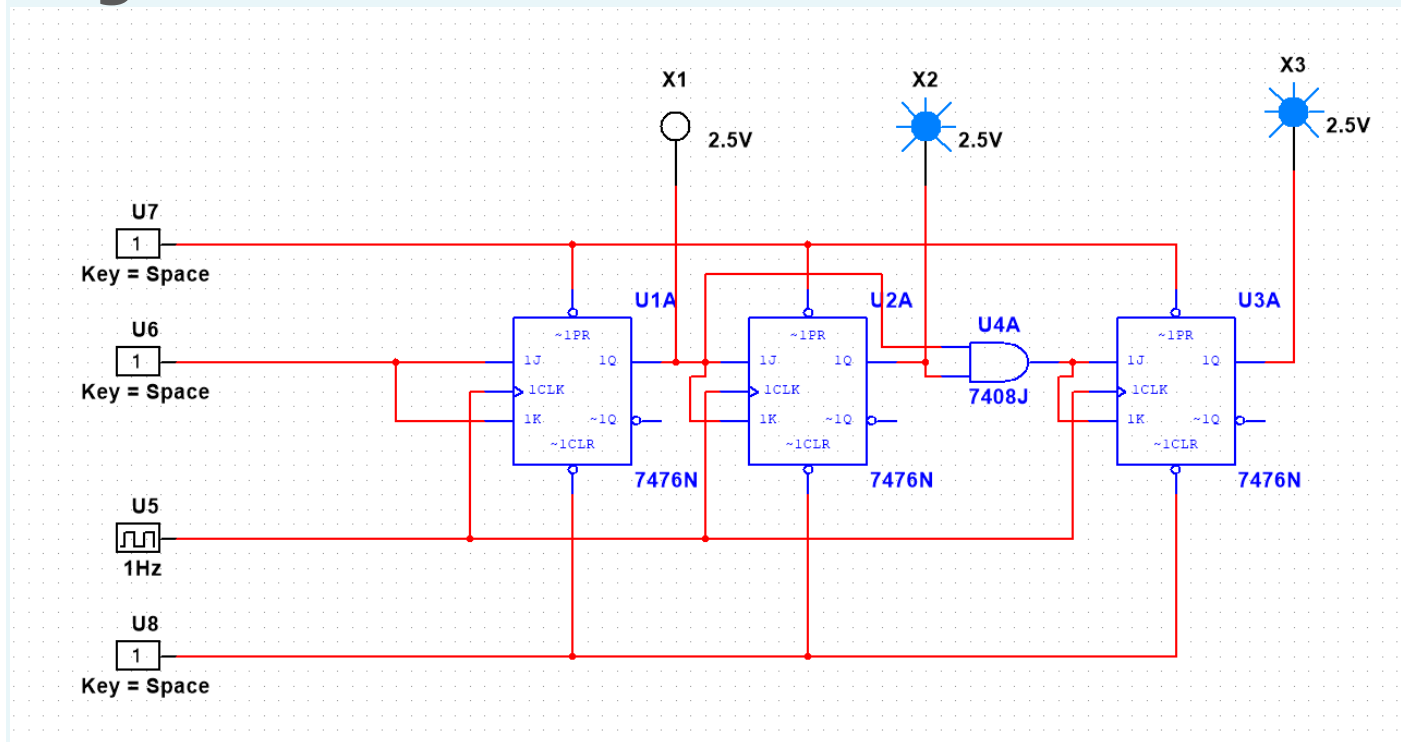 X1
2.5V
X2
2.5V
X3
2.5V
U7
1
Key = Space
U6
1
Key = Space
U5
1Hz
U8
1
Key = Space
U1A
~1PR
1J
1Q
1CLK
1K
~1Q
~1CLR
7476N
U2A
~1PR
1J
1Q
1CLK
1K
~1Q
~1CLR
7476N
U4A
7408J
U3A
~1PR
1J
1Q
1CLK
1K
~1Q
~1CLR
7476N